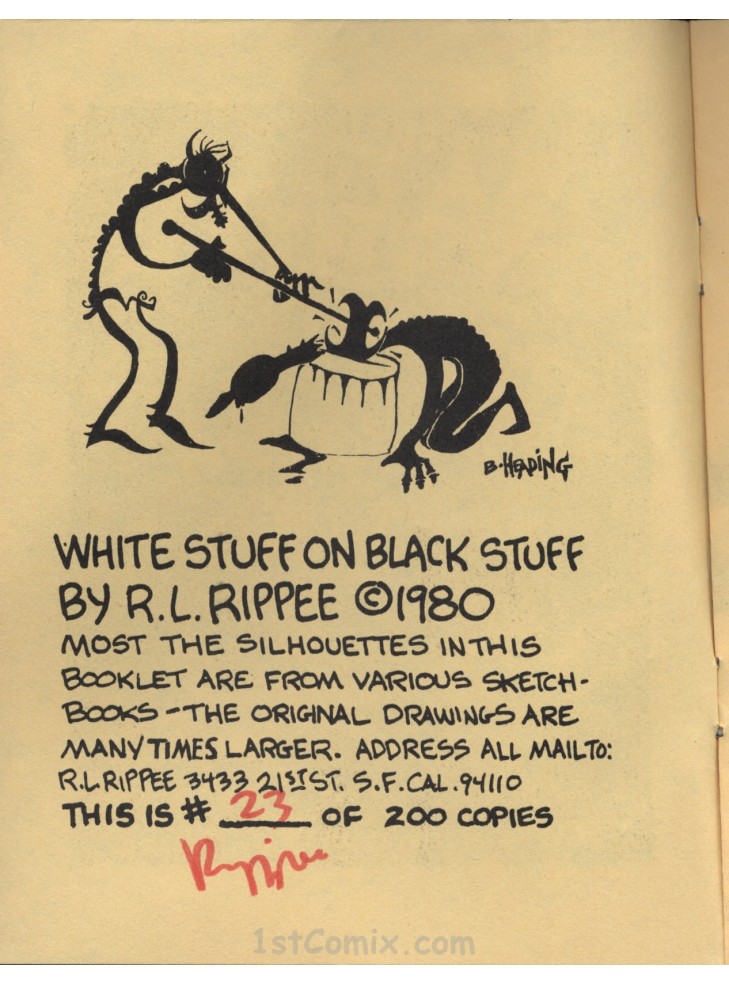 B·HEADING
WHITE STUFF ON BLACK STUFF
BY R.L. RIPPEE ©1980
MOST THE SILHOUETTES IN THIS
BOOKLET ARE FROM VARIOUS SKETCH-
BOOKS - THE ORIGINAL DRAWINGS ARE
MANY TIMES LARGER. ADDRESS ALL MAIL TO:
R.L. RIPPEE 3433 21ST ST. S.F. CAL. 94110
THIS IS # 23 OF 200 COPIES
Rippee
1stComix.com